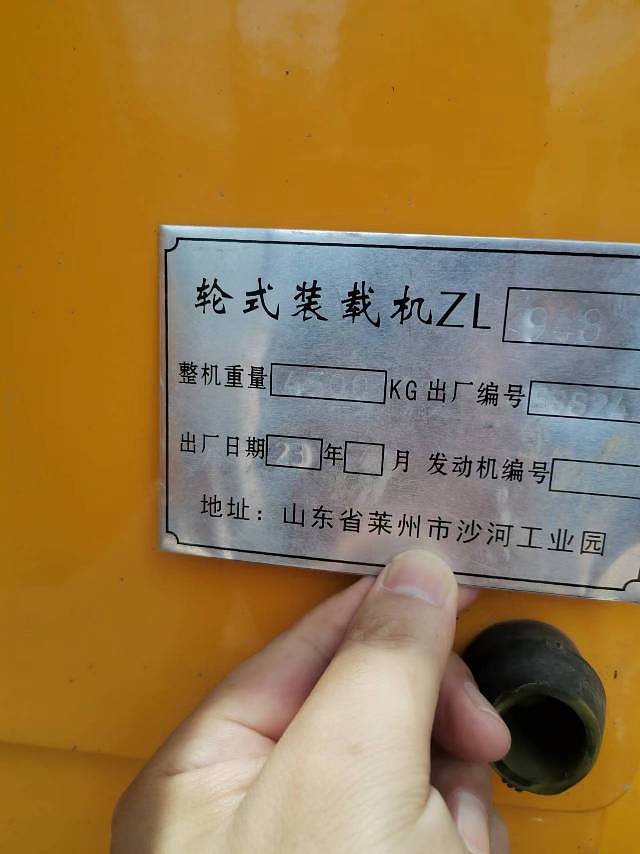 轮式装载机ZL
整机重量 4300 KG 出厂编号
出厂日期 23 年 月 发动机编号
地址：山东省莱州市沙河工业园